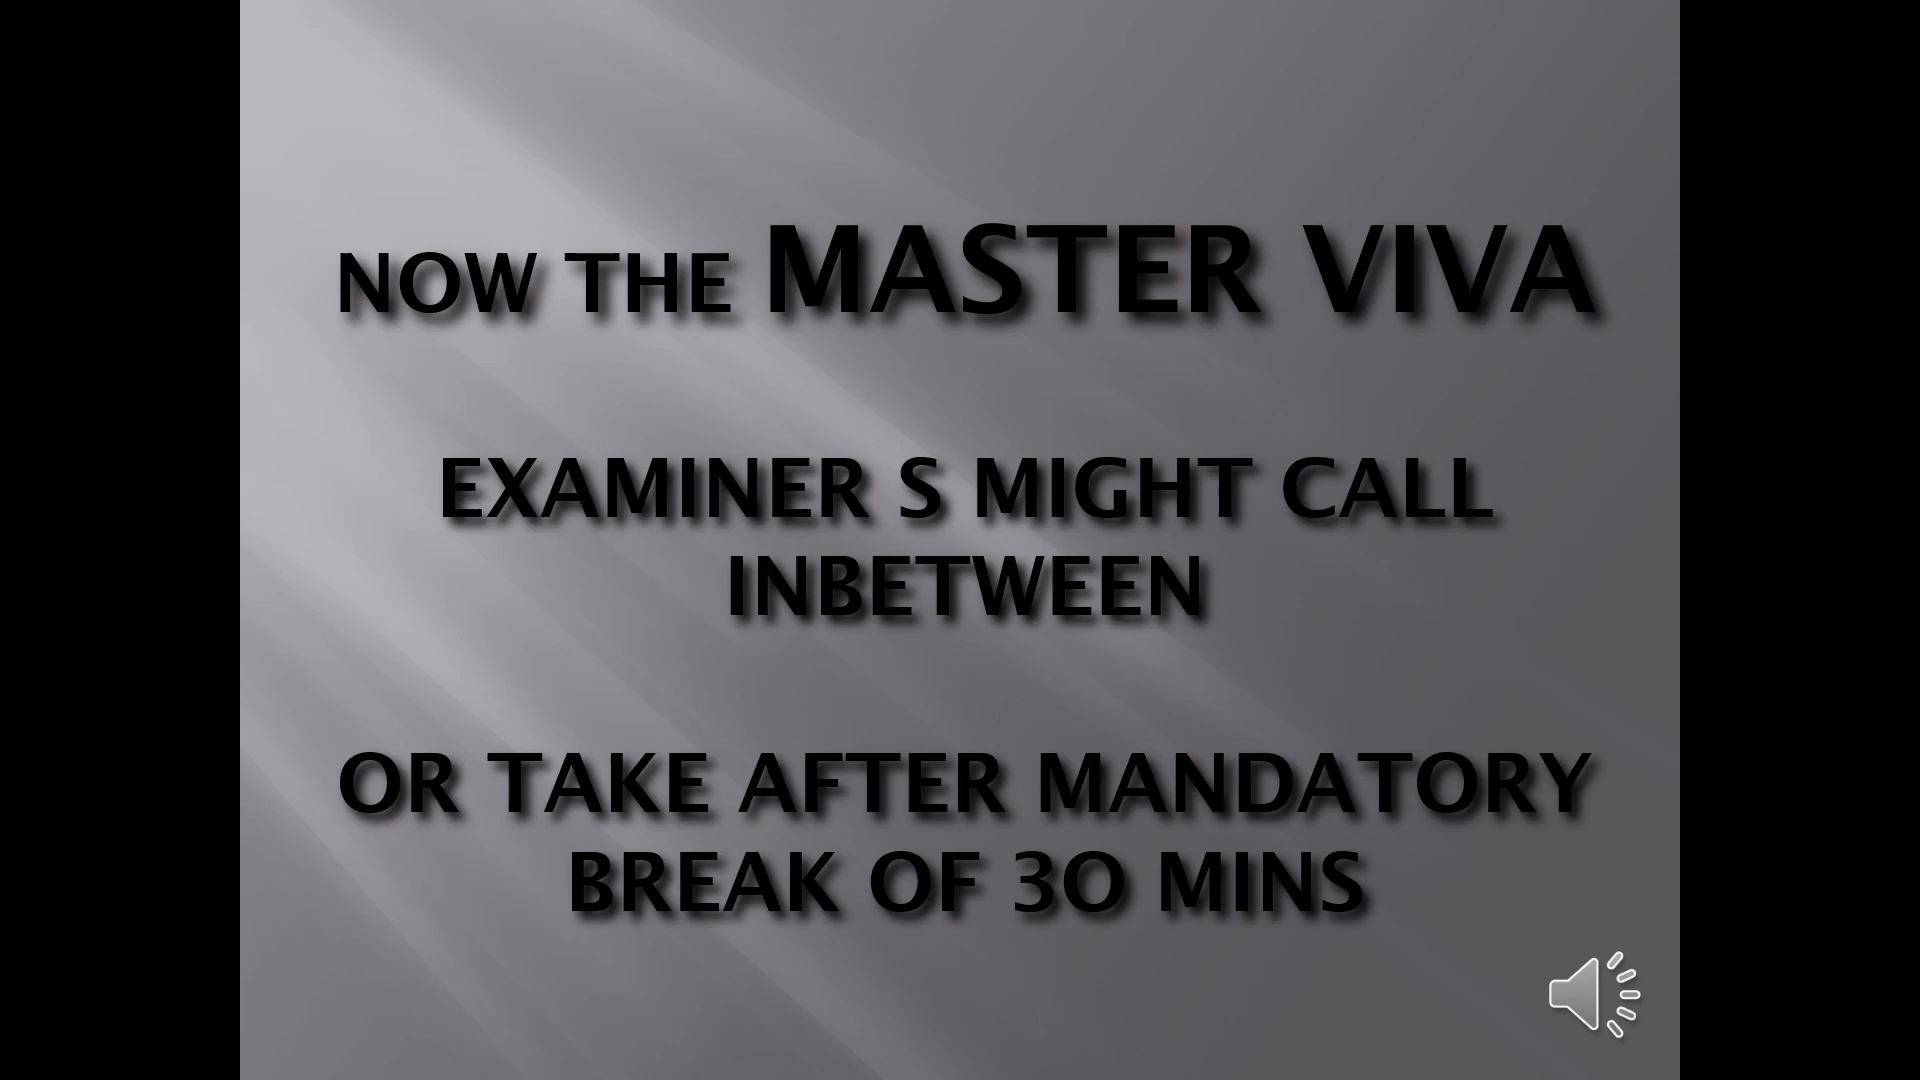 NOW THE MASTER VIVA
EXAMINER S MIGHT CALL
INBETWEEN
OR TAKE AFTER MANDATORY
BREAK OF 3O MINS